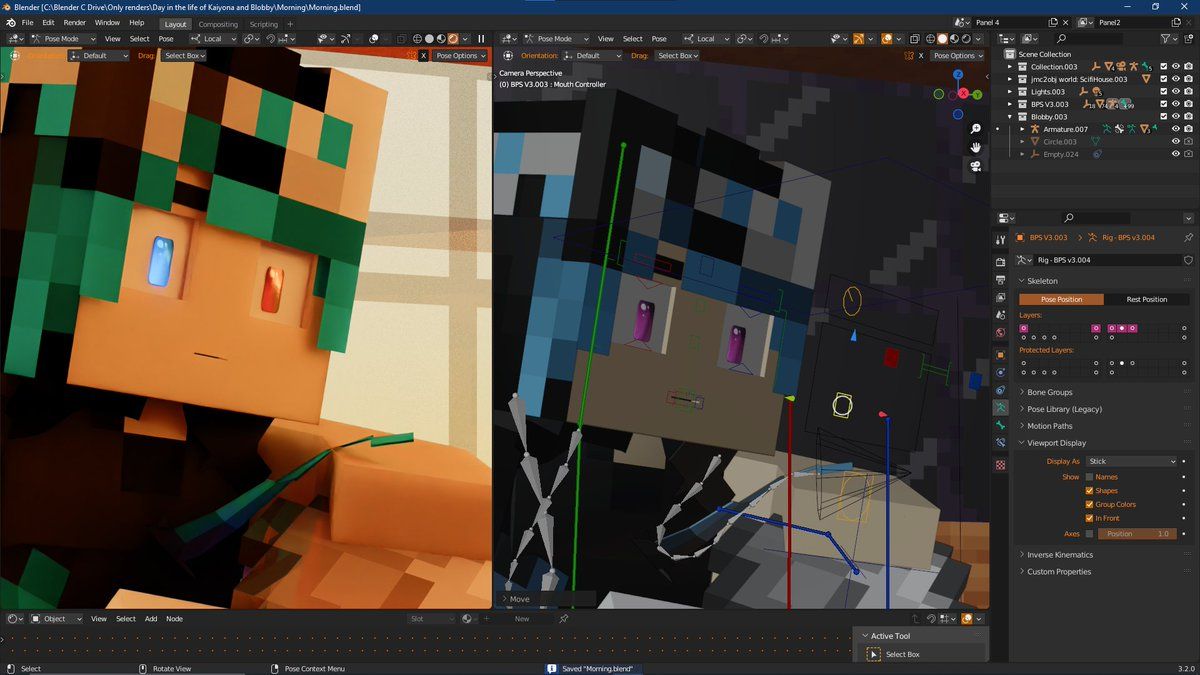 Blender [C:\Blender C Drive\Only renders\Day in the life of Kaiyona and Blobby\Morning\Morning.blend]
File Edit Render Window Help Layout Compositing Scripting + Panel 4 Panel2
Pose Mode View Select Pose Local
Pose Mode View Select Pose Local
Default Drag: Select Box X Pose Options
Orientation: Default Drag: Select Box X Pose Options
Camera Perspective
(0) BPS V3.003 : Mouth Controller
Z
X
Y
Move
Scene Collection
Collection.003
jmc2obj world: ScifiHouse.003
Lights.003
BPS V3.003
Blobby.003
Armature.007
Circle.003
Empty.024
BPS V3.003 Rig - BPS v3.004
Rig - BPS v3.004
Skeleton
Pose Position Rest Position
Layers:
Protected Layers:
Bone Groups
Pose Library (Legacy)
Motion Paths
Viewport Display
Display As Stick
Show Names
Shapes
Group Colors
In Front
Axes Position 1.0
Inverse Kinematics
Custom Properties
Object View Select Add Node Slot New
Active Tool
Select Box
Select Rotate View Pose Context Menu Saved "Morning.blend" 3.2.0